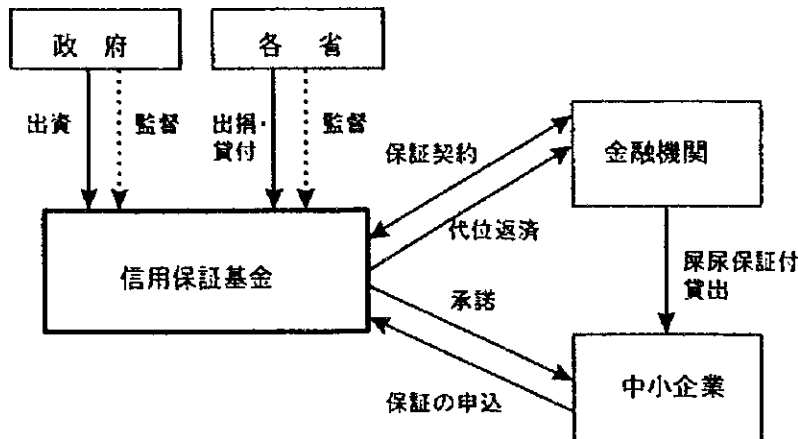 政 府
各 省
出資
監督
出捐・
貸付
監督
保証契約
金融機関
代位返済
信用保証基金
屎尿保証付
貸出
承諾
中小企業
保証の申込